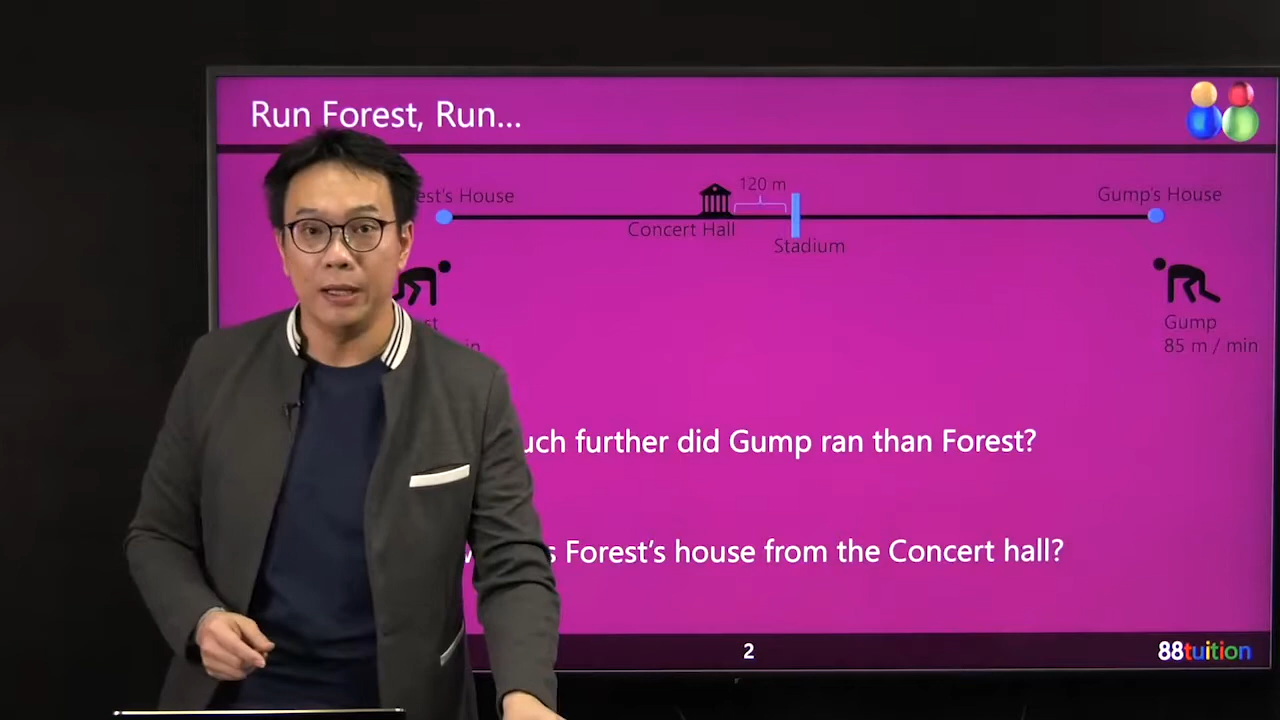 Run Forest, Run...
est's House
120 m
Gump's House
Concert Hall
Stadium
Gump
85 m / min
uch further did Gump ran than Forest?
Forest's house from the Concert hall?
2
88tuition